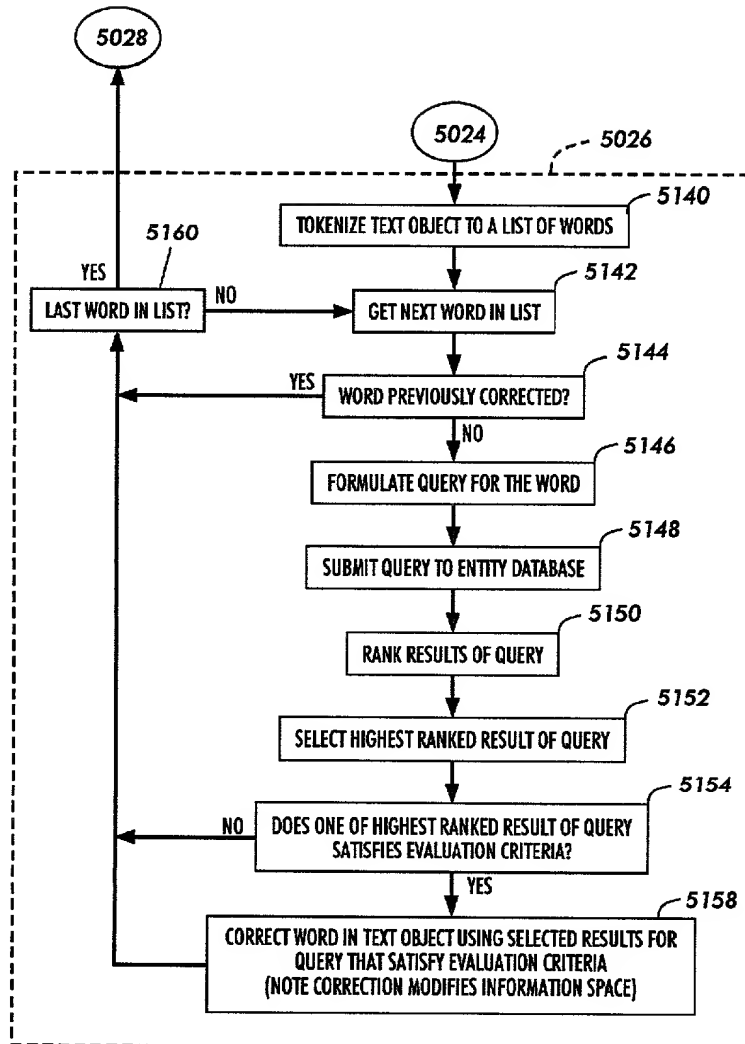 5028
5024
5026
5140
TOKENIZE TEXT OBJECT TO A LIST OF WORDS
5160
5142
YES
LAST WORD IN LIST?
NO
GET NEXT WORD IN LIST
5144
YES
WORD PREVIOUSLY CORRECTED?
NO
5146
FORMULATE QUERY FOR THE WORD
5148
SUBMIT QUERY TO ENTITY DATABASE
5150
RANK RESULTS OF QUERY
5152
SELECT HIGHEST RANKED RESULT OF QUERY
5154
NO
DOES ONE OF HIGHEST RANKED RESULT OF QUERY
SATISFIES EVALUATION CRITERIA?
YES
5158
CORRECT WORD IN TEXT OBJECT USING SELECTED RESULTS FOR
QUERY THAT SATISFY EVALUATION CRITERIA
(NOTE CORRECTION MODIFIES INFORMATION SPACE)